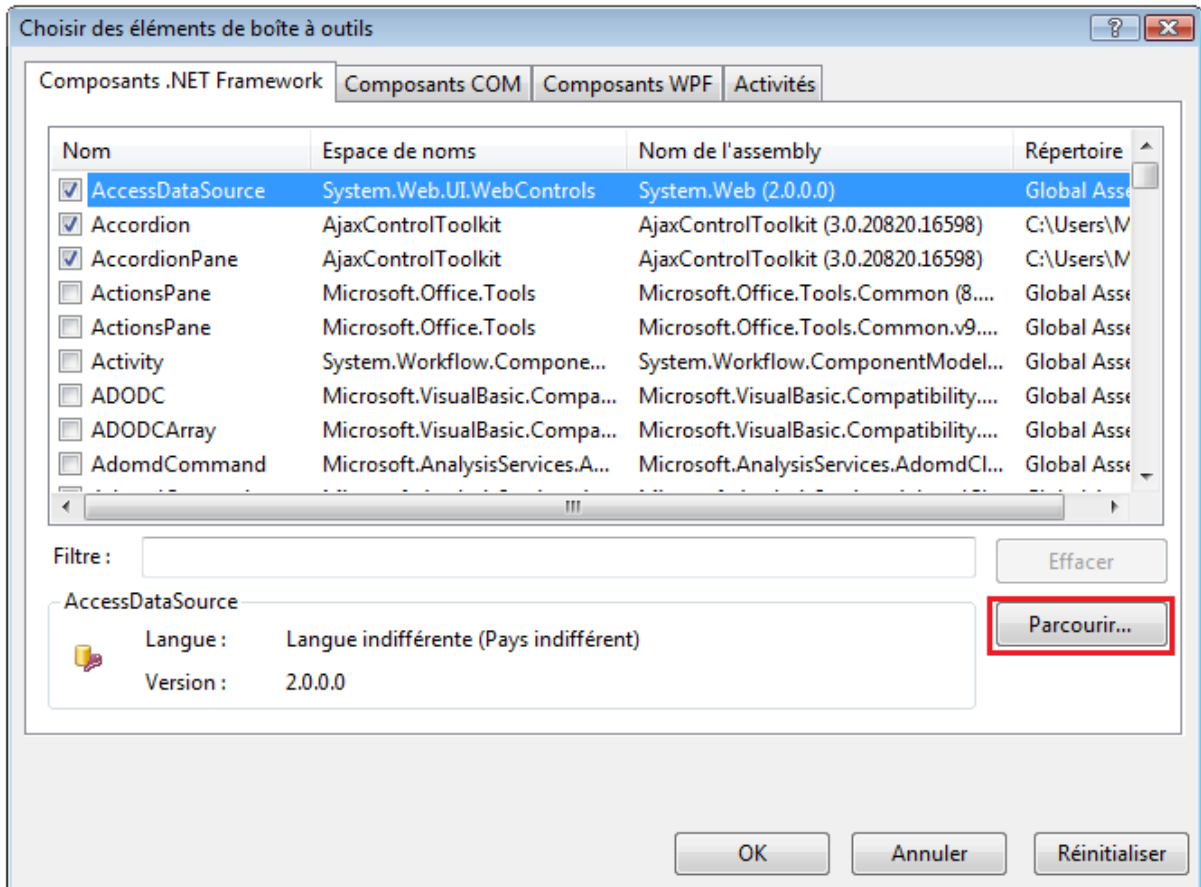 Choisir des éléments de boîte à outils
Composants .NET Framework Composants COM Composants WPF Activités
Nom Espace de noms Nom de l'assembly Répertoire
AccessDataSource System.Web.UI.WebControls System.Web (2.0.0.0) Global Asse
Accordion AjaxControlToolkit AjaxControlToolkit (3.0.20820.16598) C:\Users\M
AccordionPane AjaxControlToolkit AjaxControlToolkit (3.0.20820.16598) C:\Users\M
ActionsPane Microsoft.Office.Tools Microsoft.Office.Tools.Common (8.... Global Asse
ActionsPane Microsoft.Office.Tools Microsoft.Office.Tools.Common.v9.... Global Asse
Activity System.Workflow.Compone... System.Workflow.ComponentModel... Global Asse
ADODC Microsoft.VisualBasic.Compa... Microsoft.VisualBasic.Compatibility.... Global Asse
ADODCArray Microsoft.VisualBasic.Compa... Microsoft.VisualBasic.Compatibility.... Global Asse
AdomdCommand Microsoft.AnalysisServices.A... Microsoft.AnalysisServices.AdomdCl... Global Asse
Filtre : Effacer
AccessDataSource
Parcourir...
Langue : Langue indifférente (Pays indifférent)
Version : 2.0.0.0
OK Annuler Réinitialiser